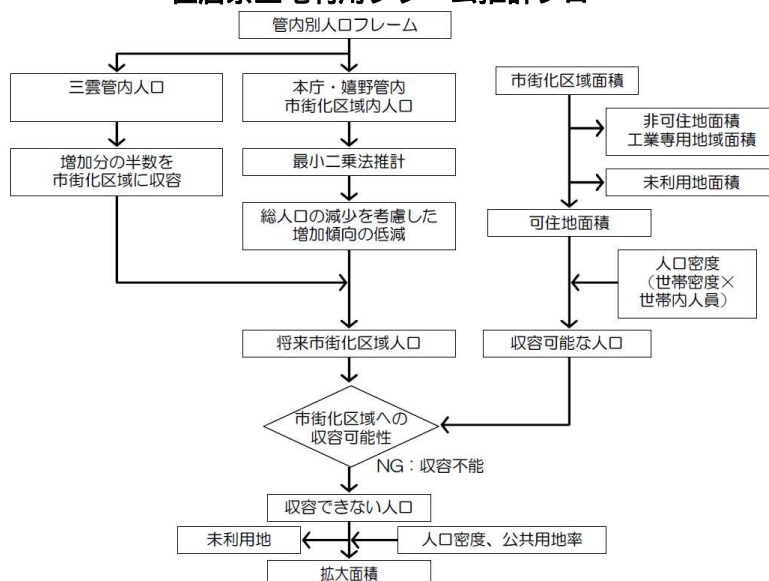 管内別人口フレーム
三雲管内人口
本庁・嬉野管内
市街化区域内人口
市街化区域面積
非可住地面積
工業専用地域面積
増加分の半数を
市街化区域に収容
最小二乗法推計
未利用地面積
総人口の減少を考慮した
増加傾向の低減
可住地面積
人口密度
（世帯密度×
世帯内人員）
将来市街化区域人口
収容可能な人口
市街化区域への
収容可能性
NG：収容不能
収容できない人口
未利用地
人口密度、公共用地率
拡大面積